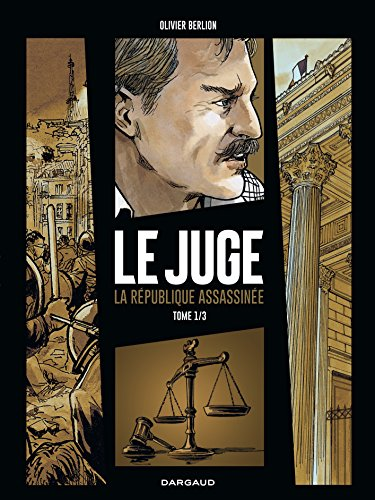 OLIVIER BERLION
LE JUGE
LA RÉPUBLIQUE ASSASSINÉE
TOME 1/3
DARGAUD